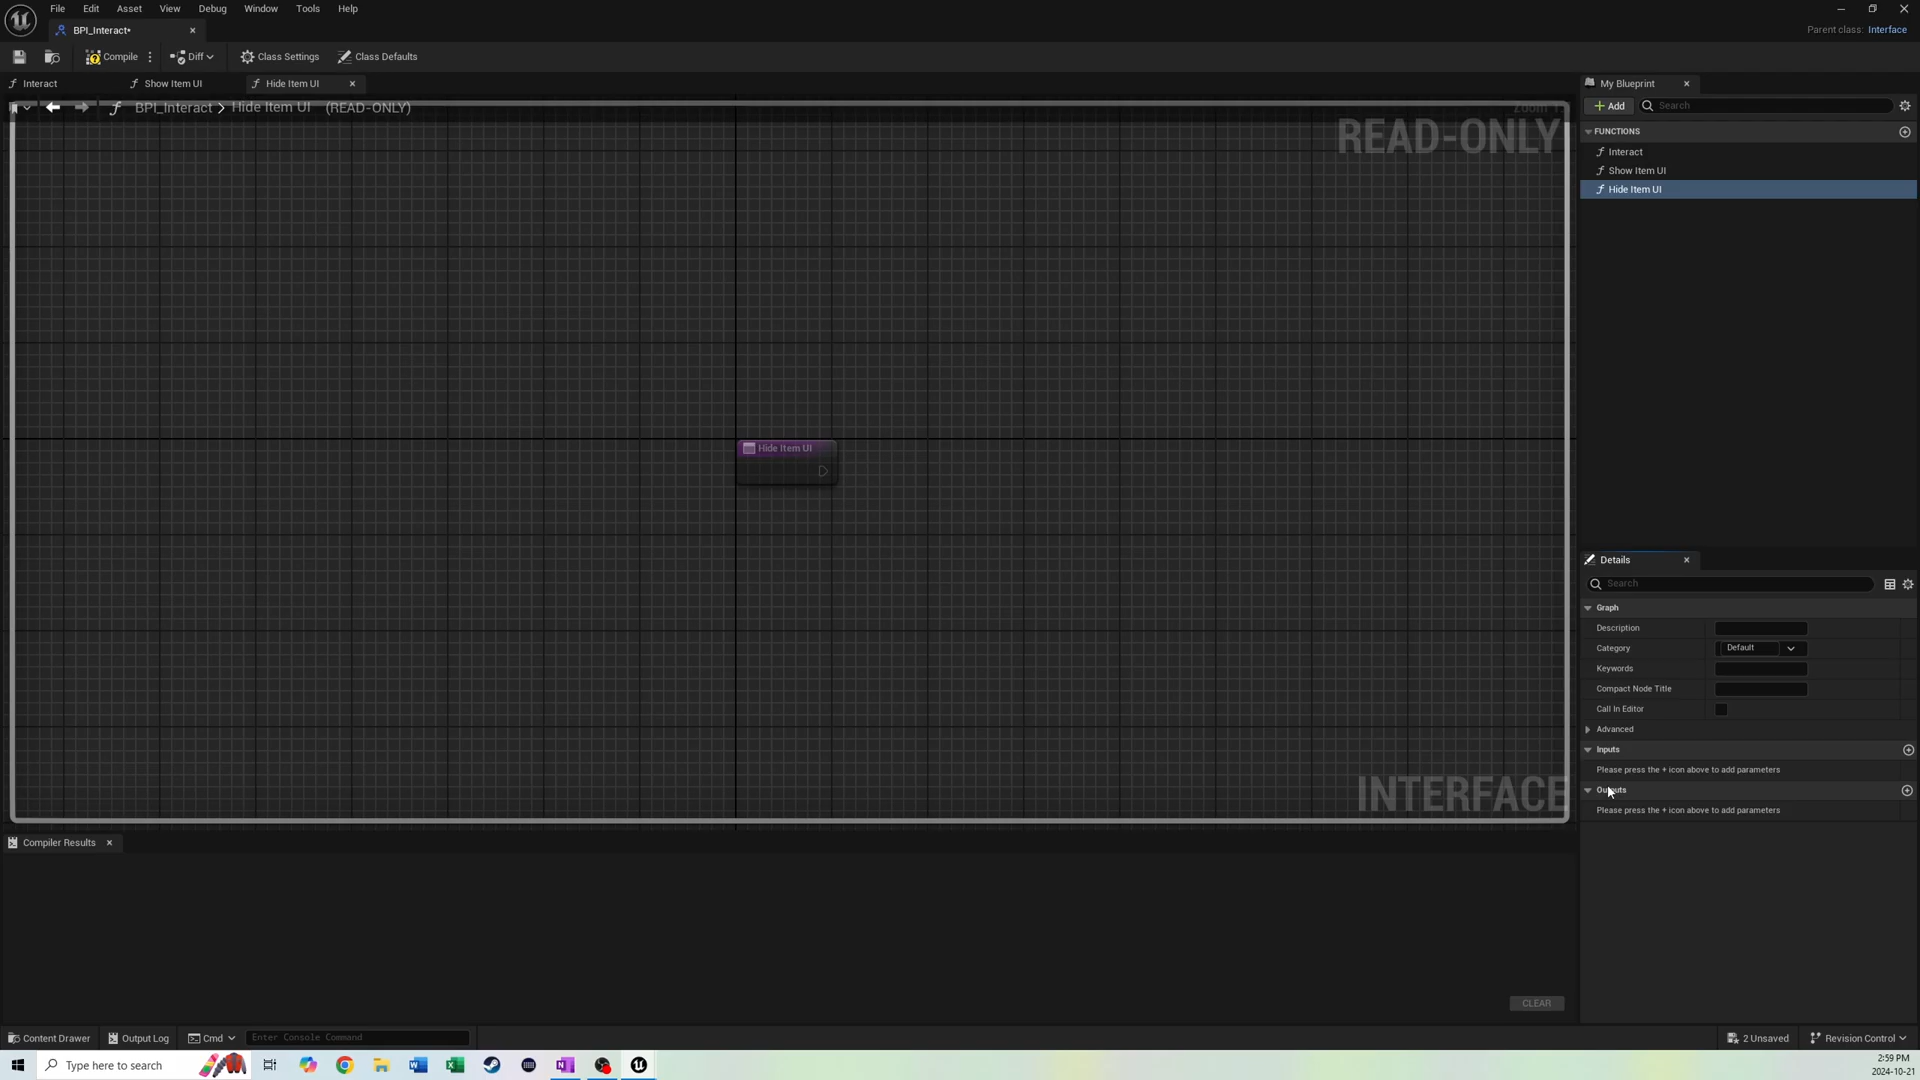 File Edit Asset View Debug Window Tools Help
BPI_Interact•
Parent class: Interface
Compile Diff Class Settings Class Defaults
Interact Show Item UI Hide Item UI
BPI_Interact > Hide Item UI (READ-ONLY)
READ-ONLY
Hide Item UI
INTERFACE
My Blueprint
+ Add Search
FUNCTIONS
Interact
Show Item UI
Hide Item UI
Details
Search
Graph
Description
Category Default
Keywords
Compact Node Title
Call In Editor
Advanced
Inputs
Please press the + icon above to add parameters
Outputs
Please press the + icon above to add parameters
Compiler Results
CLEAR
Content Drawer Output Log Cmd Enter Console Command
2 Unsaved Revision Control
Type here to search
2:59 PM
2024-10-21